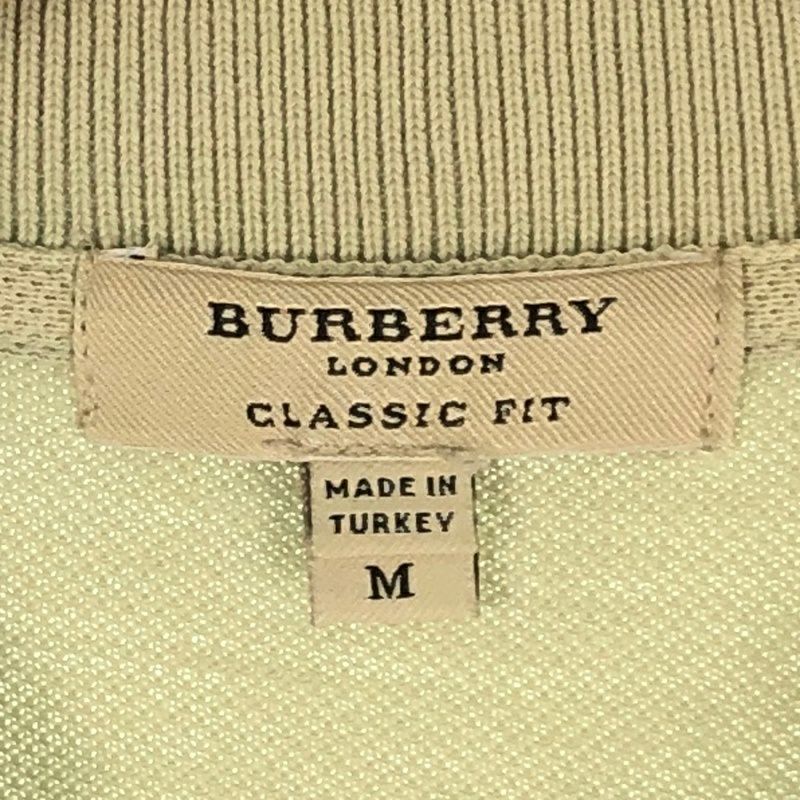 BURBERRY
LONDON
CLASSIC FIT
MADE IN
TURKEY
M